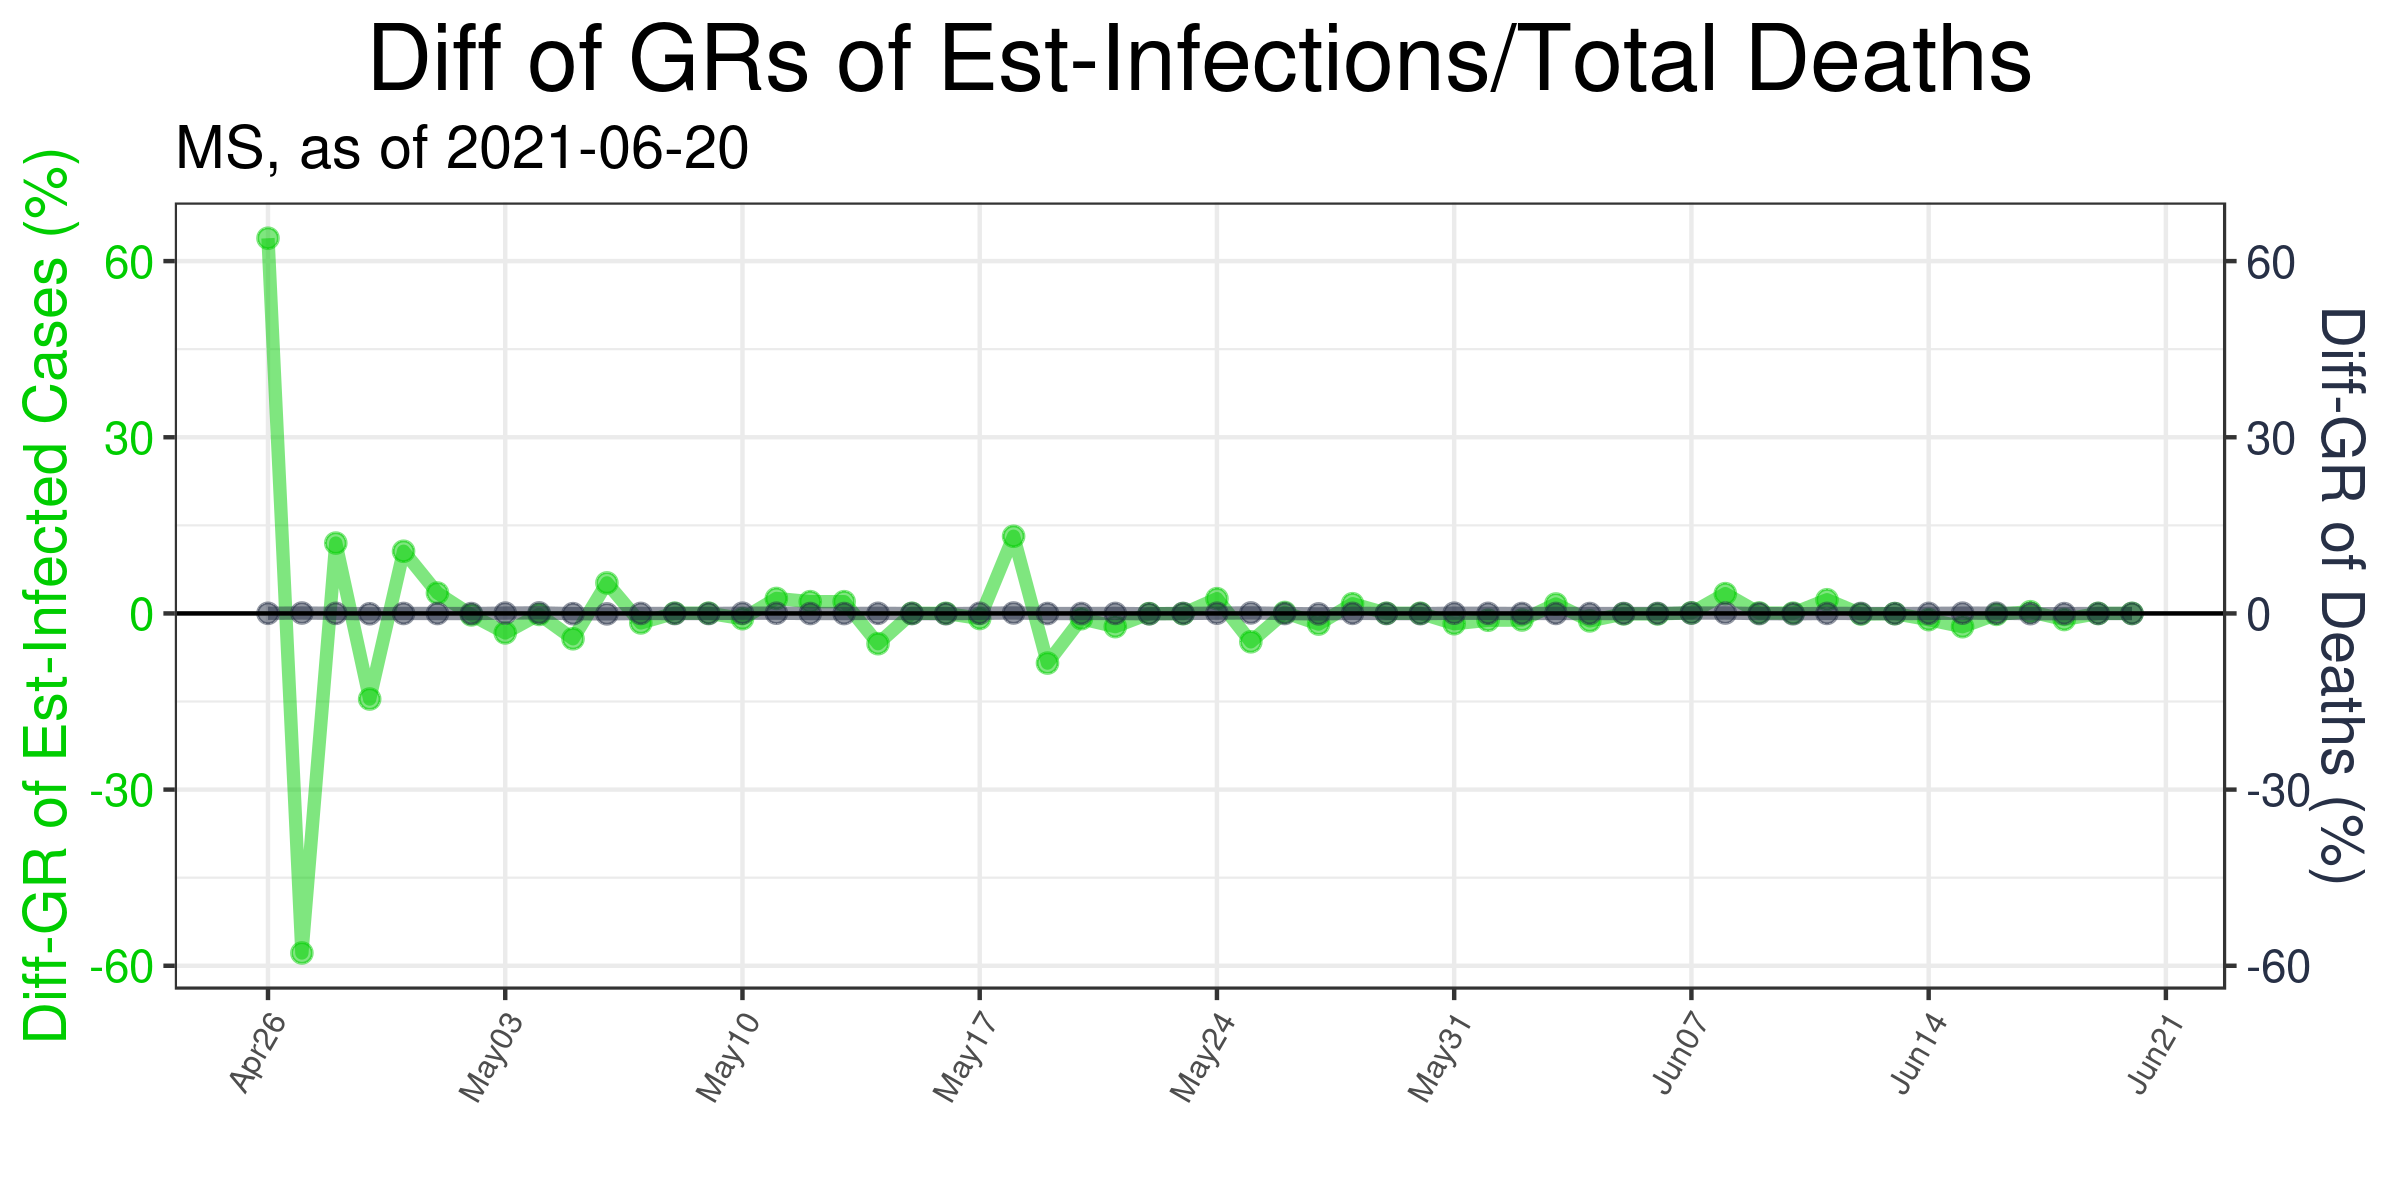 Diff of GRs of Est-Infections/Total Deaths
MS, as of 2021-06-20
Diff-GR of Est-Infected Cases (%)
60
30
0
-30
-60
60
30
0
-30
-60
Diff-GR of Deaths (%)
Apr26
May03
May10
May17
May24
May31
Jun07
Jun14
Jun21